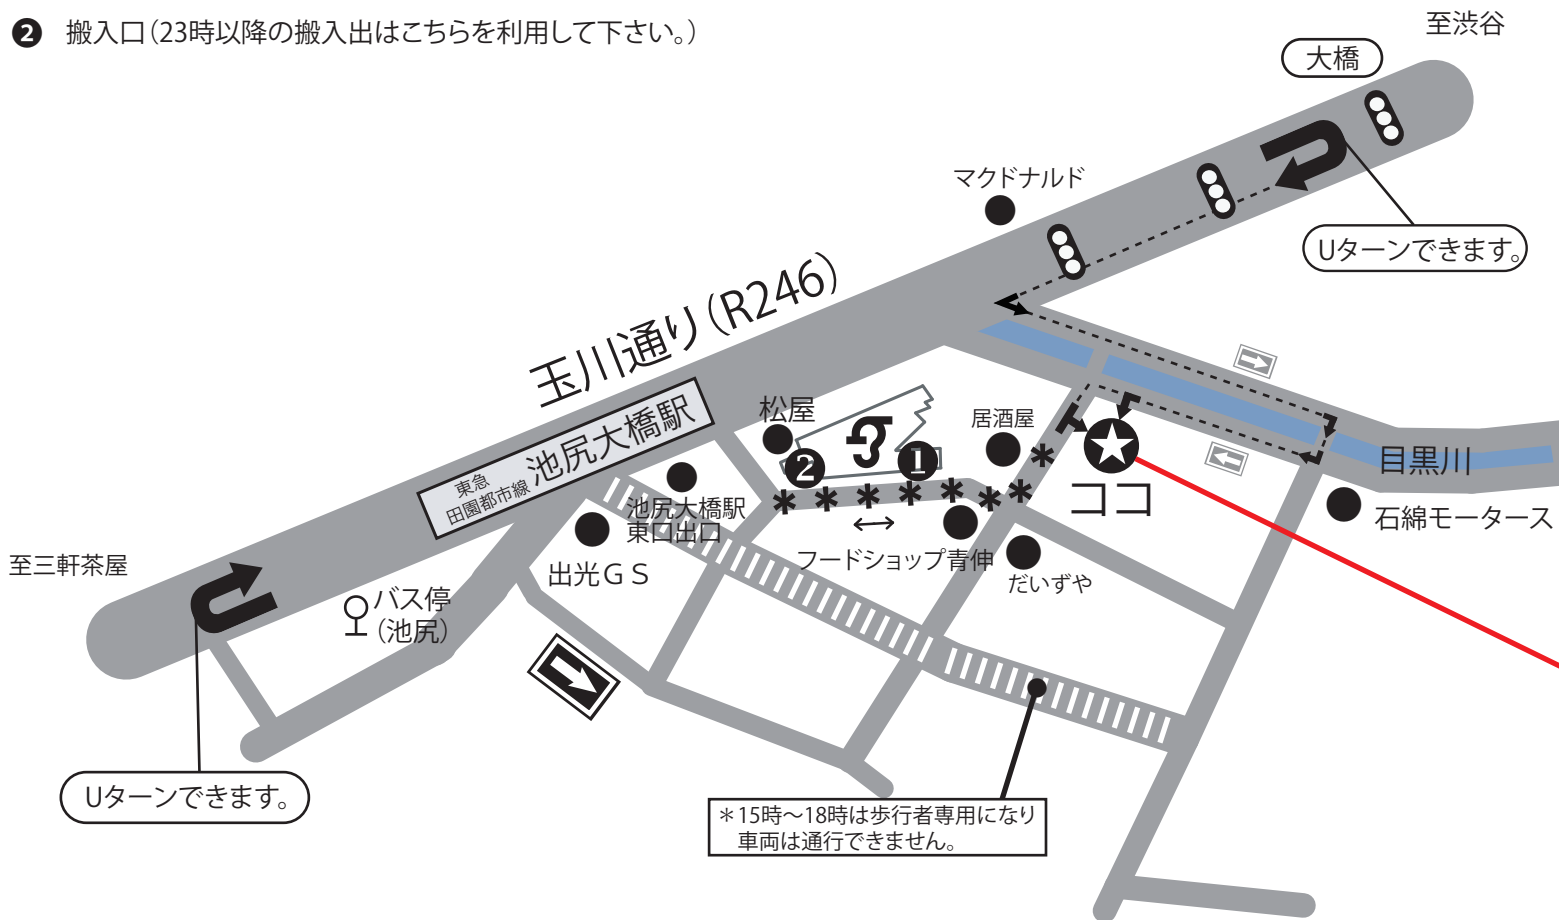 ❷ 搬入口(23時以降の搬入出はこちらを利用して下さい。)
至渋谷
大橋
マクドナルド
Uターンできます。
玉川通り(R246)
松屋
居酒屋
東急
田園都市線
池尻大橋駅
❷
❶
目黒川
ココ
池尻大橋駅
東口出口
石綿モータース
フードショップ青伸
出光GS
だいずや
至三軒茶屋
バス停
(池尻)
Uターンできます。
*15時~18時は歩行者専用になり
車両は通行できません。